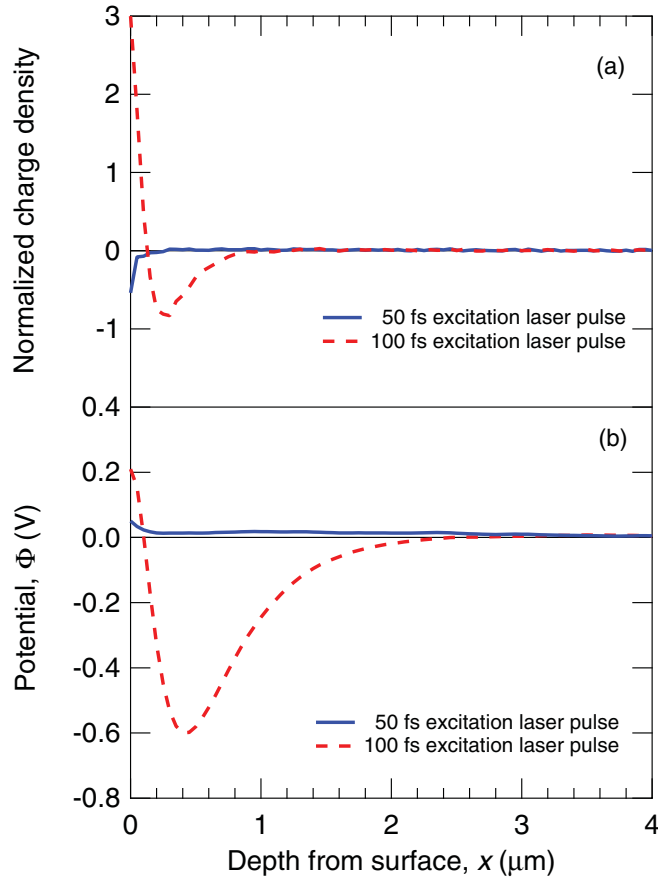 3
2
1
0
-1
Normalized charge density
(a)
50 fs excitation laser pulse
100 fs excitation laser pulse
0.4
0.2
0.0
-0.2
-0.4
-0.6
-0.8
Potential, Φ (V)
(b)
50 fs excitation laser pulse
100 fs excitation laser pulse
0 1 2 3 4
Depth from surface, x (μm)